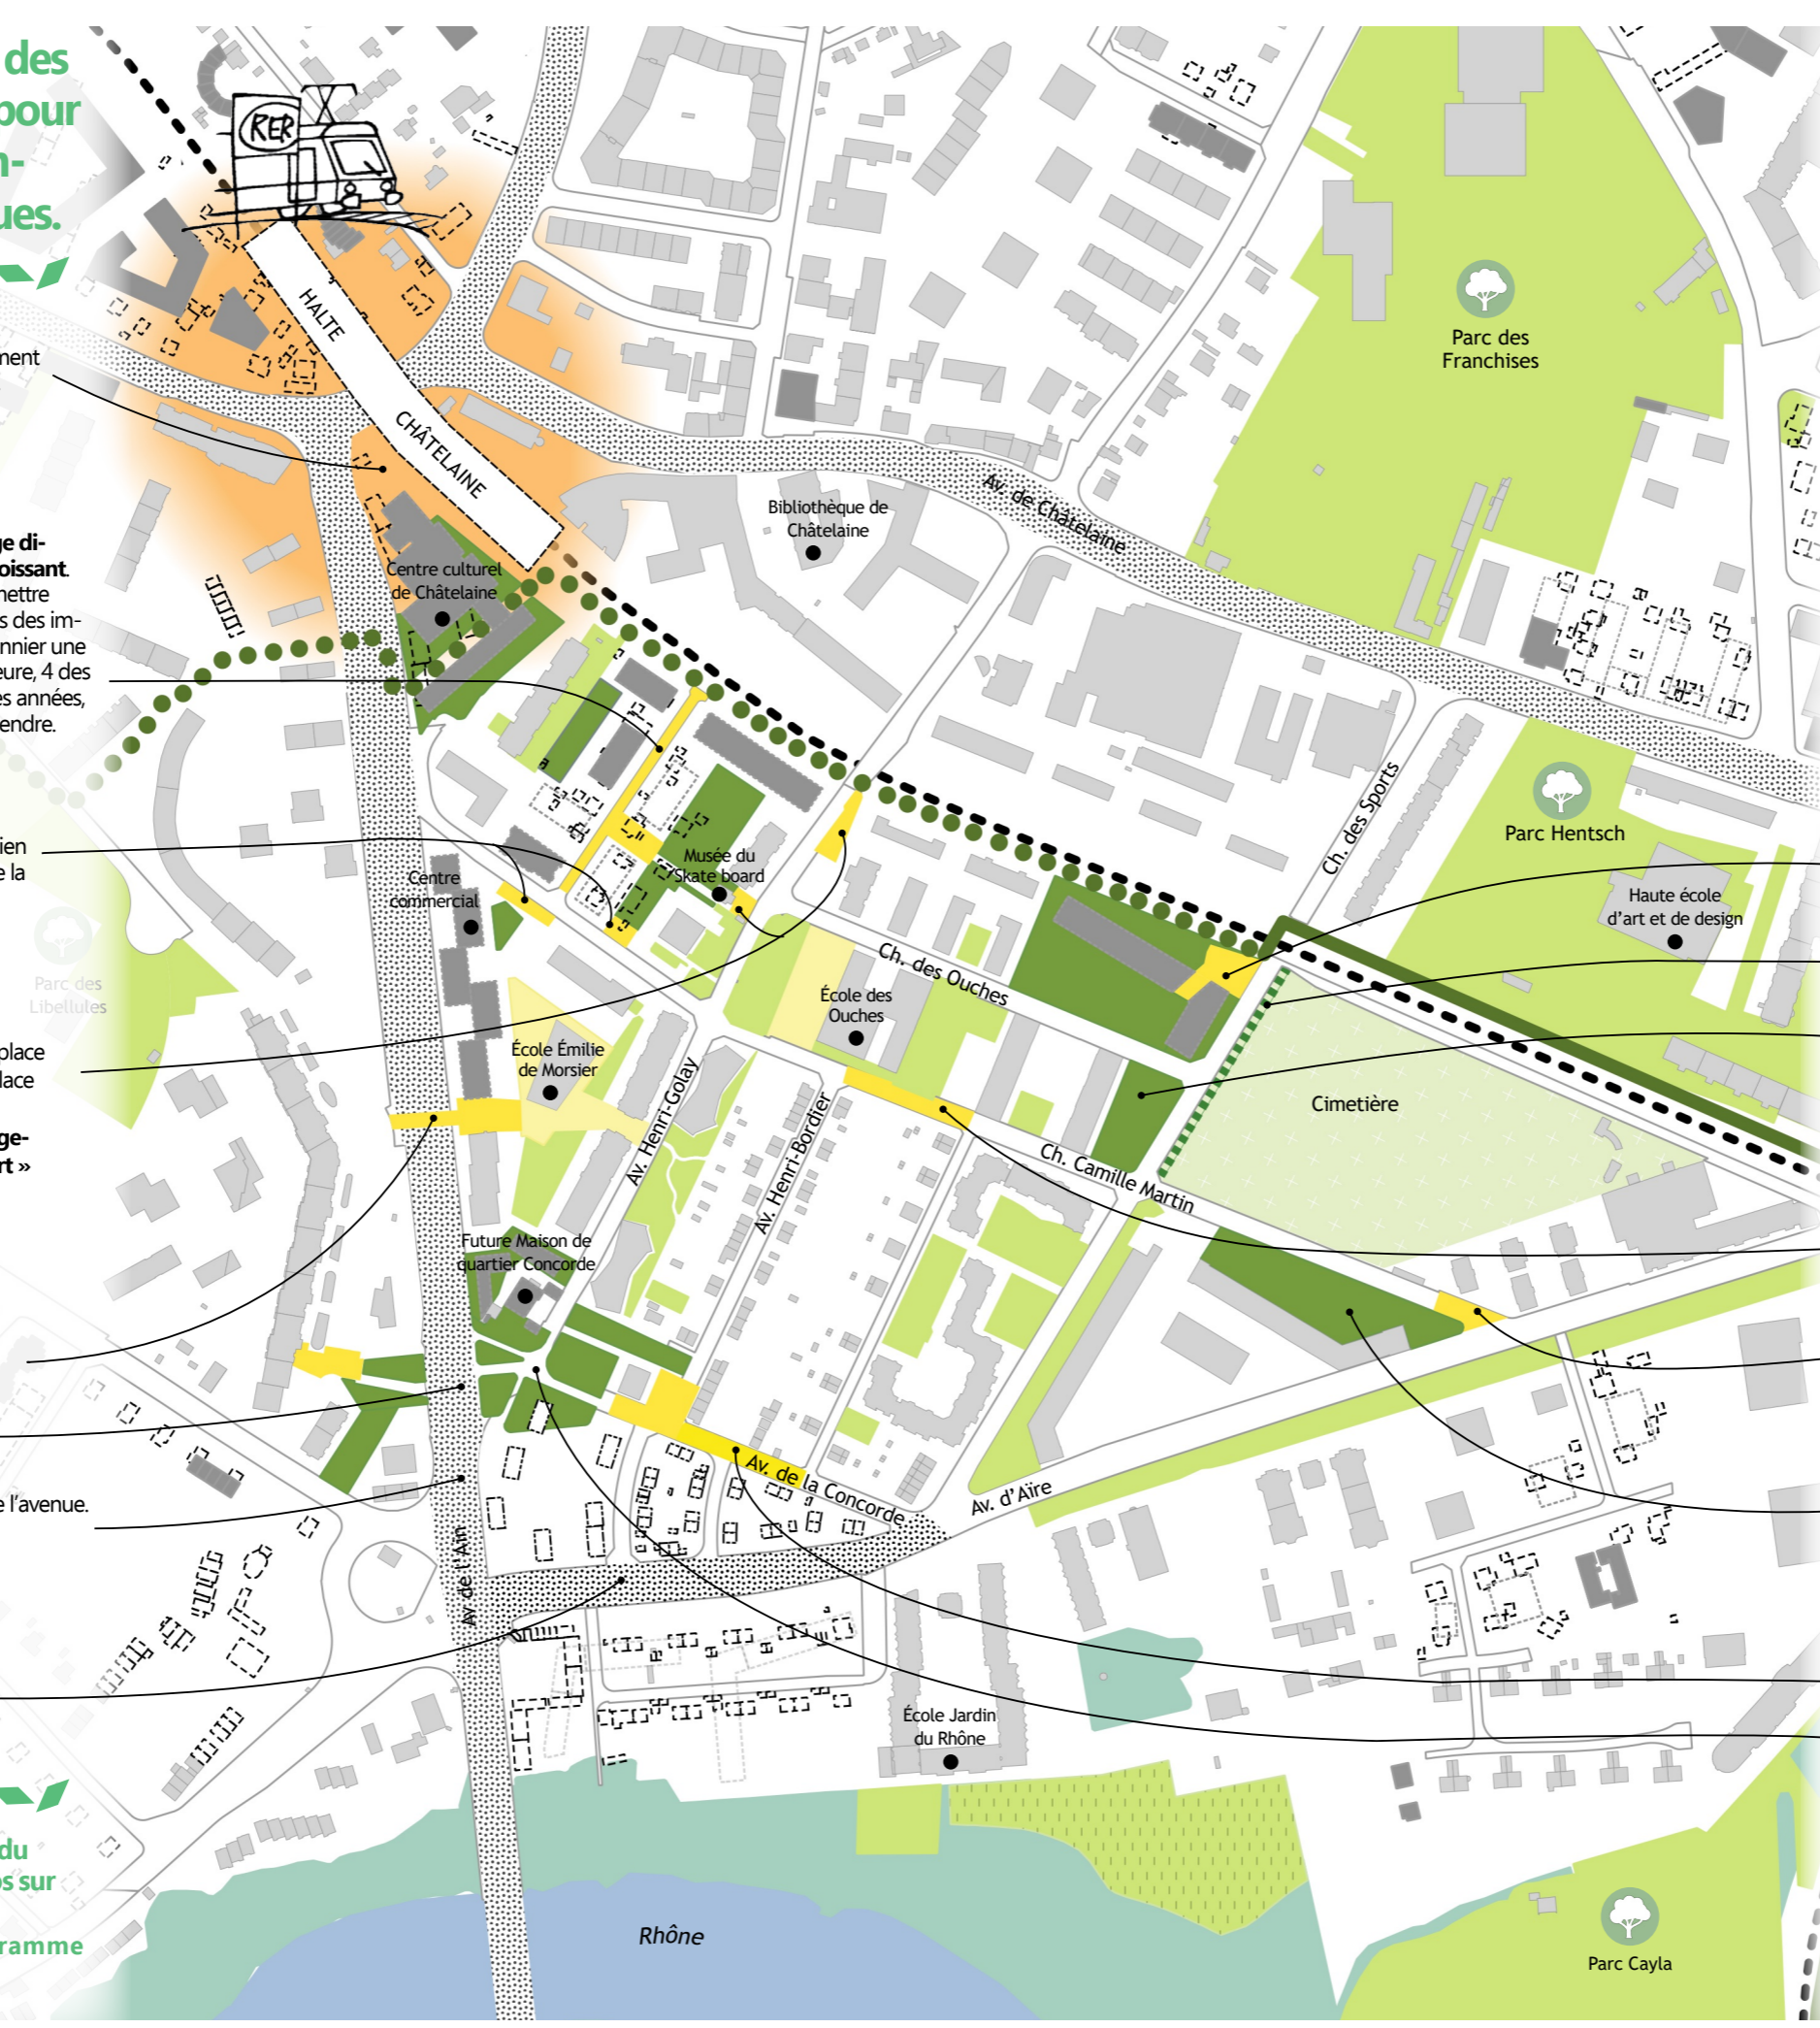 des
pour
n-
ues.
RER
HALTE
CHÂTELAINE
ment
Parc des
Franchises
Av. de Châtelaine
Bibliothèque de
Châtelaine
ge di-
oissant.
mettre
s des im-
nnier une
eure, 4 des
es années,
endre.
Centre culturel
de Châtelaine
Ch. des Sports
Parc Hentsch
ien
e la
Musée du
Skate board
Centre
commercial
Haute école
d'art et de design
Parc des
Libellules
Ch. des Ouches
École des
Ouches
place
lace
École Émilie
de Morsier
Av. Henri-Golay
Av. Henri-Bordier
Cimetière
ge-
rt »
Ch. Camille Martin
Future Maison de
quartier Concorde
Av. de la Concorde
Av. d'Aïre
e l'avenue.
Av. de l'Ain
École Jardin
du Rhône
du
os sur
ramme
Rhône
Parc Cayla